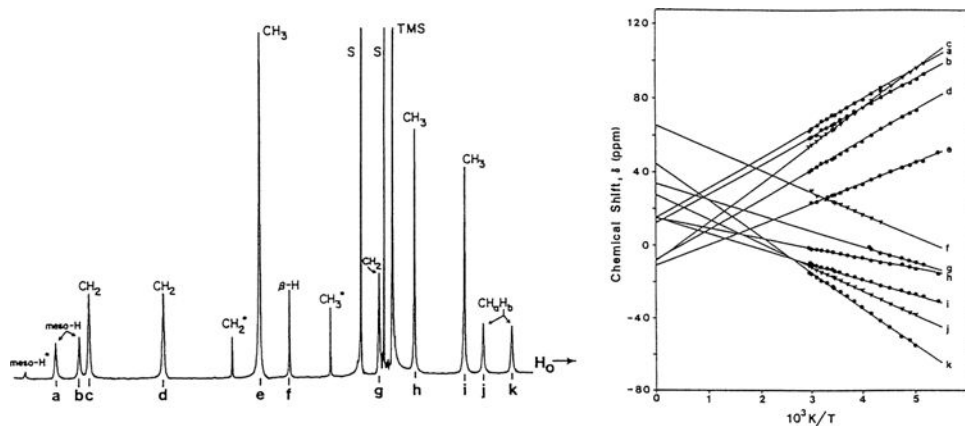 TMS
CH₃
S
S
CH₃
CH₃
β-H
CH₂
CH₂
CH₃*
CH₂
CHₐH_b
meso-H
CH₂*
meso-H*
H₀
a b c d e f g h i j k
120
80
40
0
-40
-80
Chemical Shift, δ (ppm)
0 1 2 3 4 5
10³K/T
c
a
b
d
e
f
g
h
i
j
k